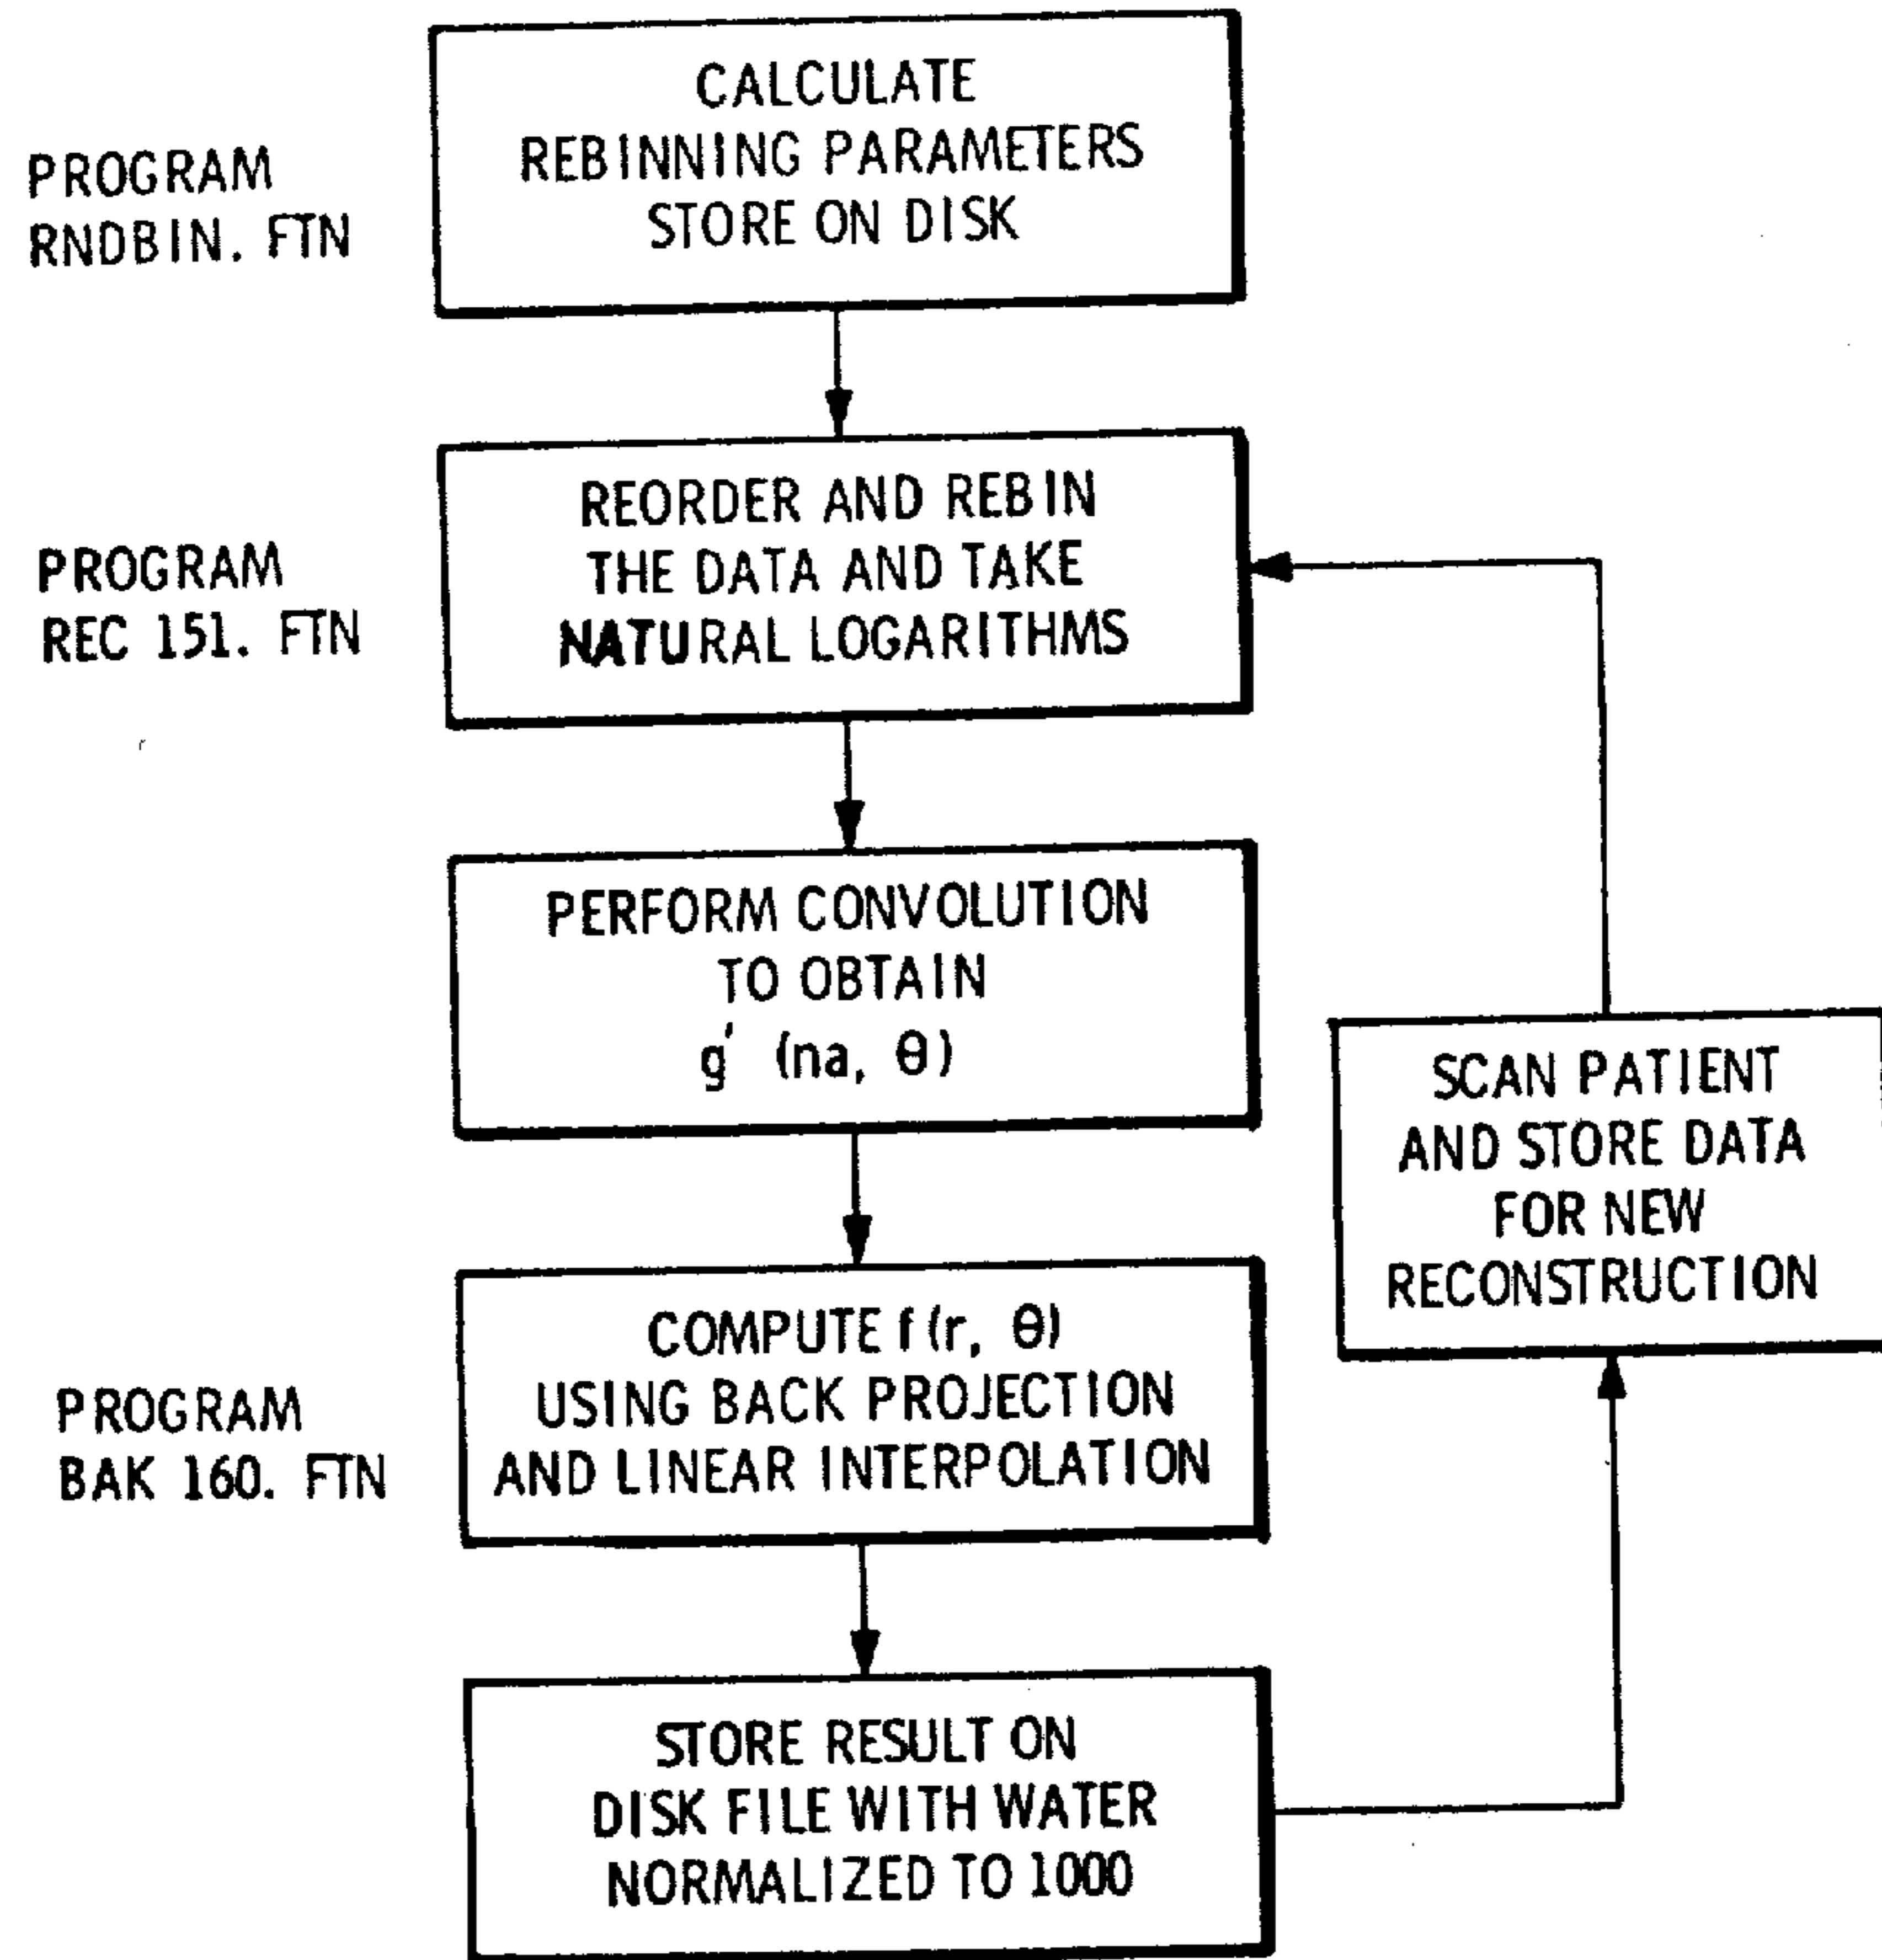 PROGRAM
RNDBIN. FTN
CALCULATE
REBINNING PARAMETERS
STORE ON DISK
PROGRAM
REC 151. FTN
REORDER AND REBIN
THE DATA AND TAKE
NATURAL LOGARITHMS
PERFORM CONVOLUTION
TO OBTAIN
g′ (na, Θ)
SCAN PATIENT
AND STORE DATA
FOR NEW
RECONSTRUCTION
PROGRAM
BAK 160. FTN
COMPUTE f (r, Θ)
USING BACK PROJECTION
AND LINEAR INTERPOLATION
STORE RESULT ON
DISK FILE WITH WATER
NORMALIZED TO 1000